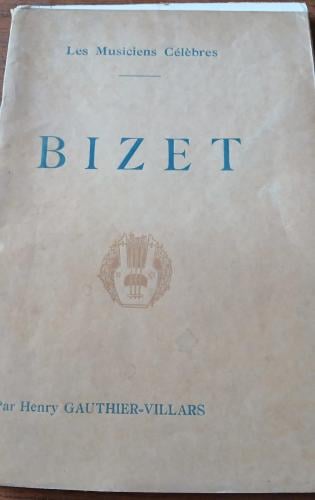 Les Musiciens Célèbres
BIZET
Par Henry GAUTHIER-VILLARS